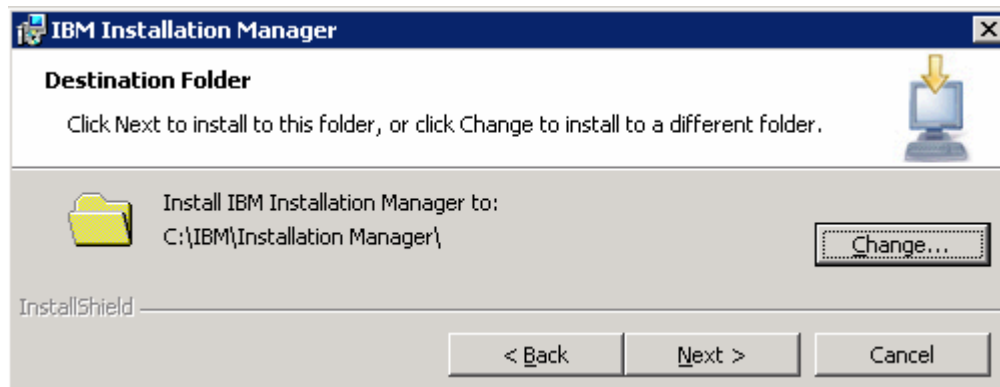 IBM Installation Manager
Destination Folder
Click Next to install to this folder, or click Change to install to a different folder.
Install IBM Installation Manager to:
C:\IBM\Installation Manager\
Change...
InstallShield
< Back
Next >
Cancel